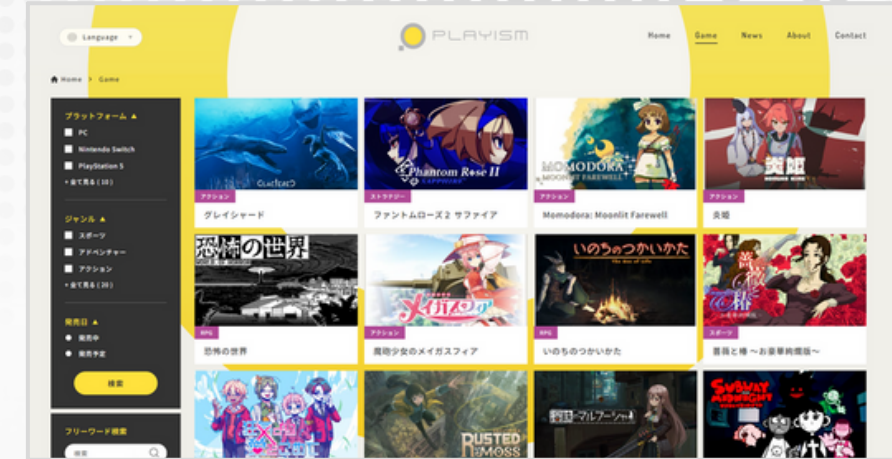 Language
PLAYISM
Home
Game
News
About
Contact
Home > Game
プラットフォーム ▲
PC
Nintendo Switch
PlayStation 5
+ 全て見る ( 10 )
ジャンル ▲
スポーツ
アドベンチャー
アクション
+ 全て見る ( 20 )
発売日 ▲
発売中
発売予定
検索
フリーワード検索
検索
GLACIERED
アクション
グレイシャード
Phantom Rose II
SAPPHIRE
ストラテジー
ファントムローズ 2 サファイア
MOMODORA
MOONLIT FAREWELL
アクション
Momodora: Moonlit Farewell
炎姫
アクション
炎姫
恐怖の世界
RPG
恐怖の世界
メイガスフィア
アクション
魔砲少女のメイガスフィア
いのちのつかいかた
The Use of Life
RPG
いのちのつかいかた
薔薇と椿
スポーツ
薔薇と椿 ～お豪華絢爛版～
RUSTED
MOSS
SUBWAY
MIDNIGHT